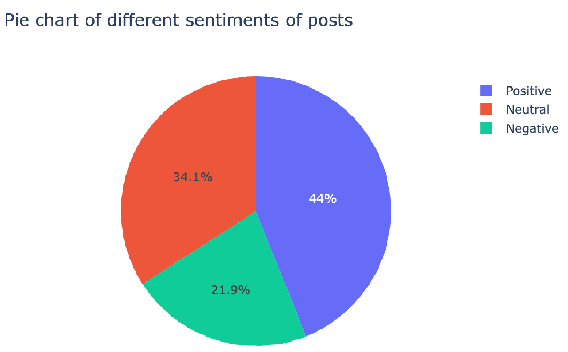 Pie chart of different sentiments of posts
Positive
Neutral
Negative
34.1%
44%
21.9%